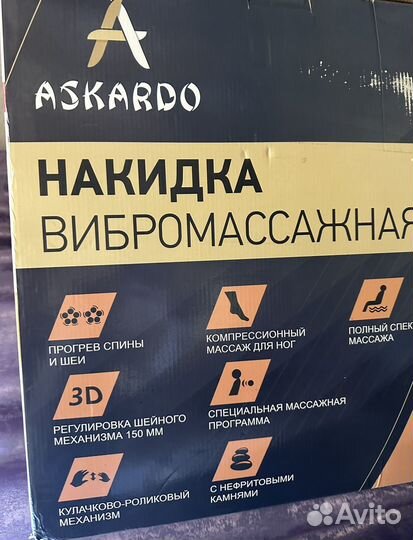 ASKARDO
НАКИДКА
ВИБРОМАССАЖНАЯ
ПРОГРЕВ СПИНЫ
И ШЕИ
КОМПРЕССИОННЫЙ
МАССАЖ ДЛЯ НОГ
ПОЛНЫЙ СПЕК
МАССАЖА
3D
РЕГУЛИРОВКА ШЕЙНОГО
МЕХАНИЗМА 150 ММ
СПЕЦИАЛЬНАЯ МАССАЖНАЯ
ПРОГРАММА
КУЛАЧКОВО-РОЛИКОВЫЙ
МЕХАНИЗМ
С НЕФРИТОВЫМИ
КАМНЯМИ
Avito